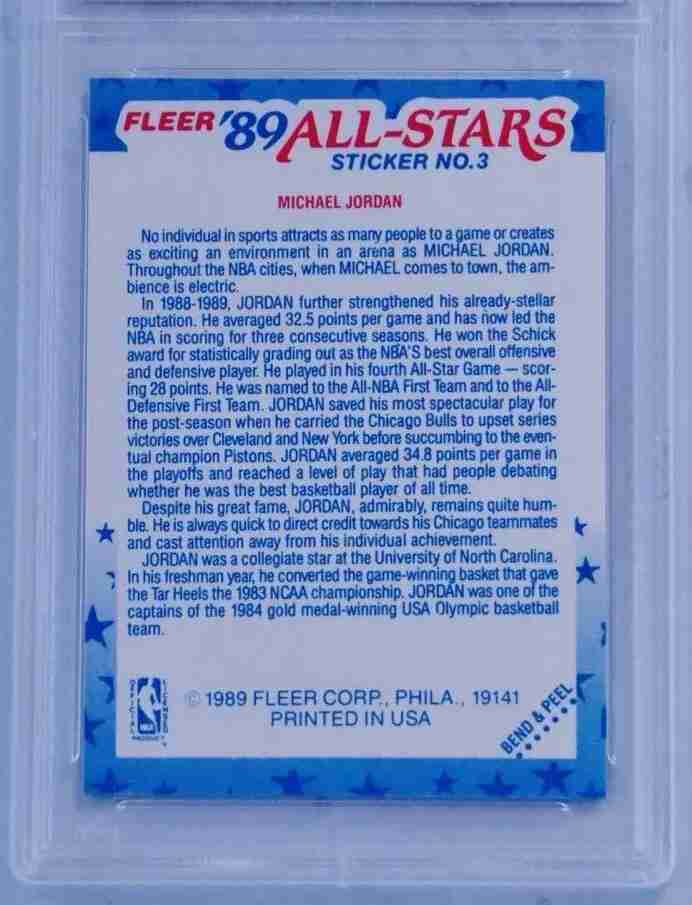 FLEER '89 ALL-STARS
STICKER NO.3
MICHAEL JORDAN
No individual in sports attracts as many people to a game or creates
as exciting an environment in an arena as MICHAEL JORDAN.
Throughout the NBA cities, when MICHAEL comes to town, the am-
bience is electric.
In 1988-1989, JORDAN further strengthened his already-stellar
reputation. He averaged 32.5 points per game and has now led the
NBA in scoring for three consecutive seasons. He won the Schick
award for statistically grading out as the NBA'S best overall offensive
and defensive player. He played in his fourth All-Star Game — scor-
ing 28 points. He was named to the All-NBA First Team and to the All-
Defensive First Team. JORDAN saved his most spectacular play for
the post-season when he carried the Chicago Bulls to upset series
victories over Cleveland and New York before succumbing to the even-
tual champion Pistons. JORDAN averaged 34.8 points per game in
the playoffs and reached a level of play that had people debating
whether he was the best basketball player of all time.
Despite his great fame, JORDAN, admirably, remains quite hum-
ble. He is always quick to direct credit towards his Chicago teammates
and cast attention away from his individual achievement.
JORDAN was a collegiate star at the University of North Carolina.
In his freshman year, he converted the game-winning basket that gave
the Tar Heels the 1983 NCAA championship. JORDAN was one of the
captains of the 1984 gold medal-winning USA Olympic basketball
team.
OFFICIAL LICENSED
NBA
PRODUCT
© 1989 FLEER CORP., PHILA., 19141
PRINTED IN USA
BEND & PEEL